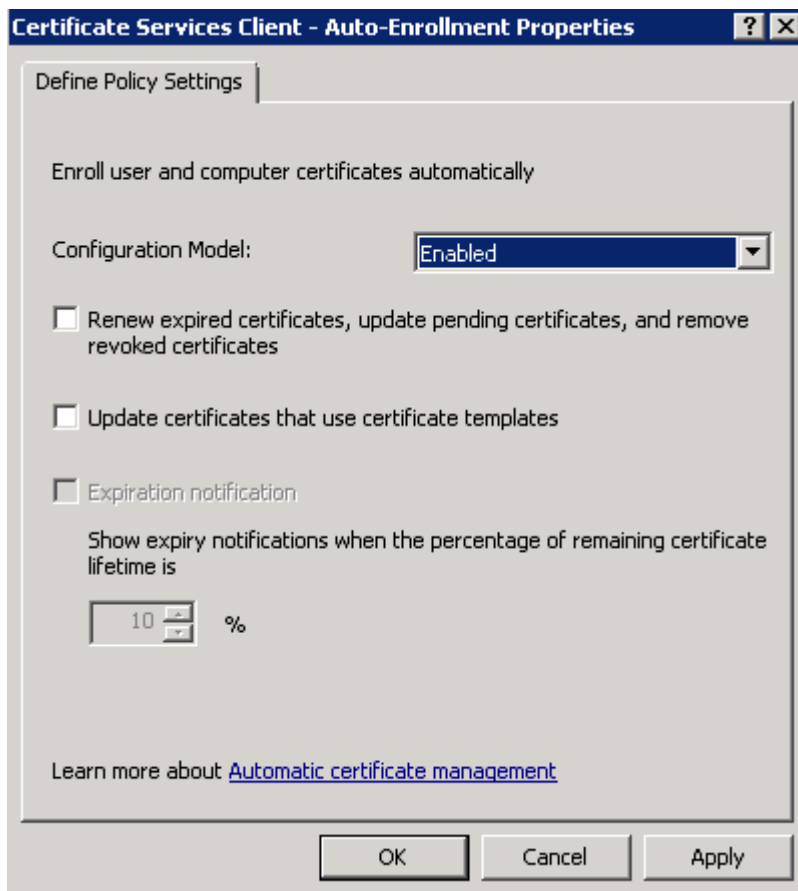 Certificate Services Client - Auto-Enrollment Properties
Define Policy Settings
Enroll user and computer certificates automatically
Configuration Model:
Enabled
Renew expired certificates, update pending certificates, and remove
revoked certificates
Update certificates that use certificate templates
Expiration notification
Show expiry notifications when the percentage of remaining certificate
lifetime is
10 %
Learn more about Automatic certificate management
OK
Cancel
Apply